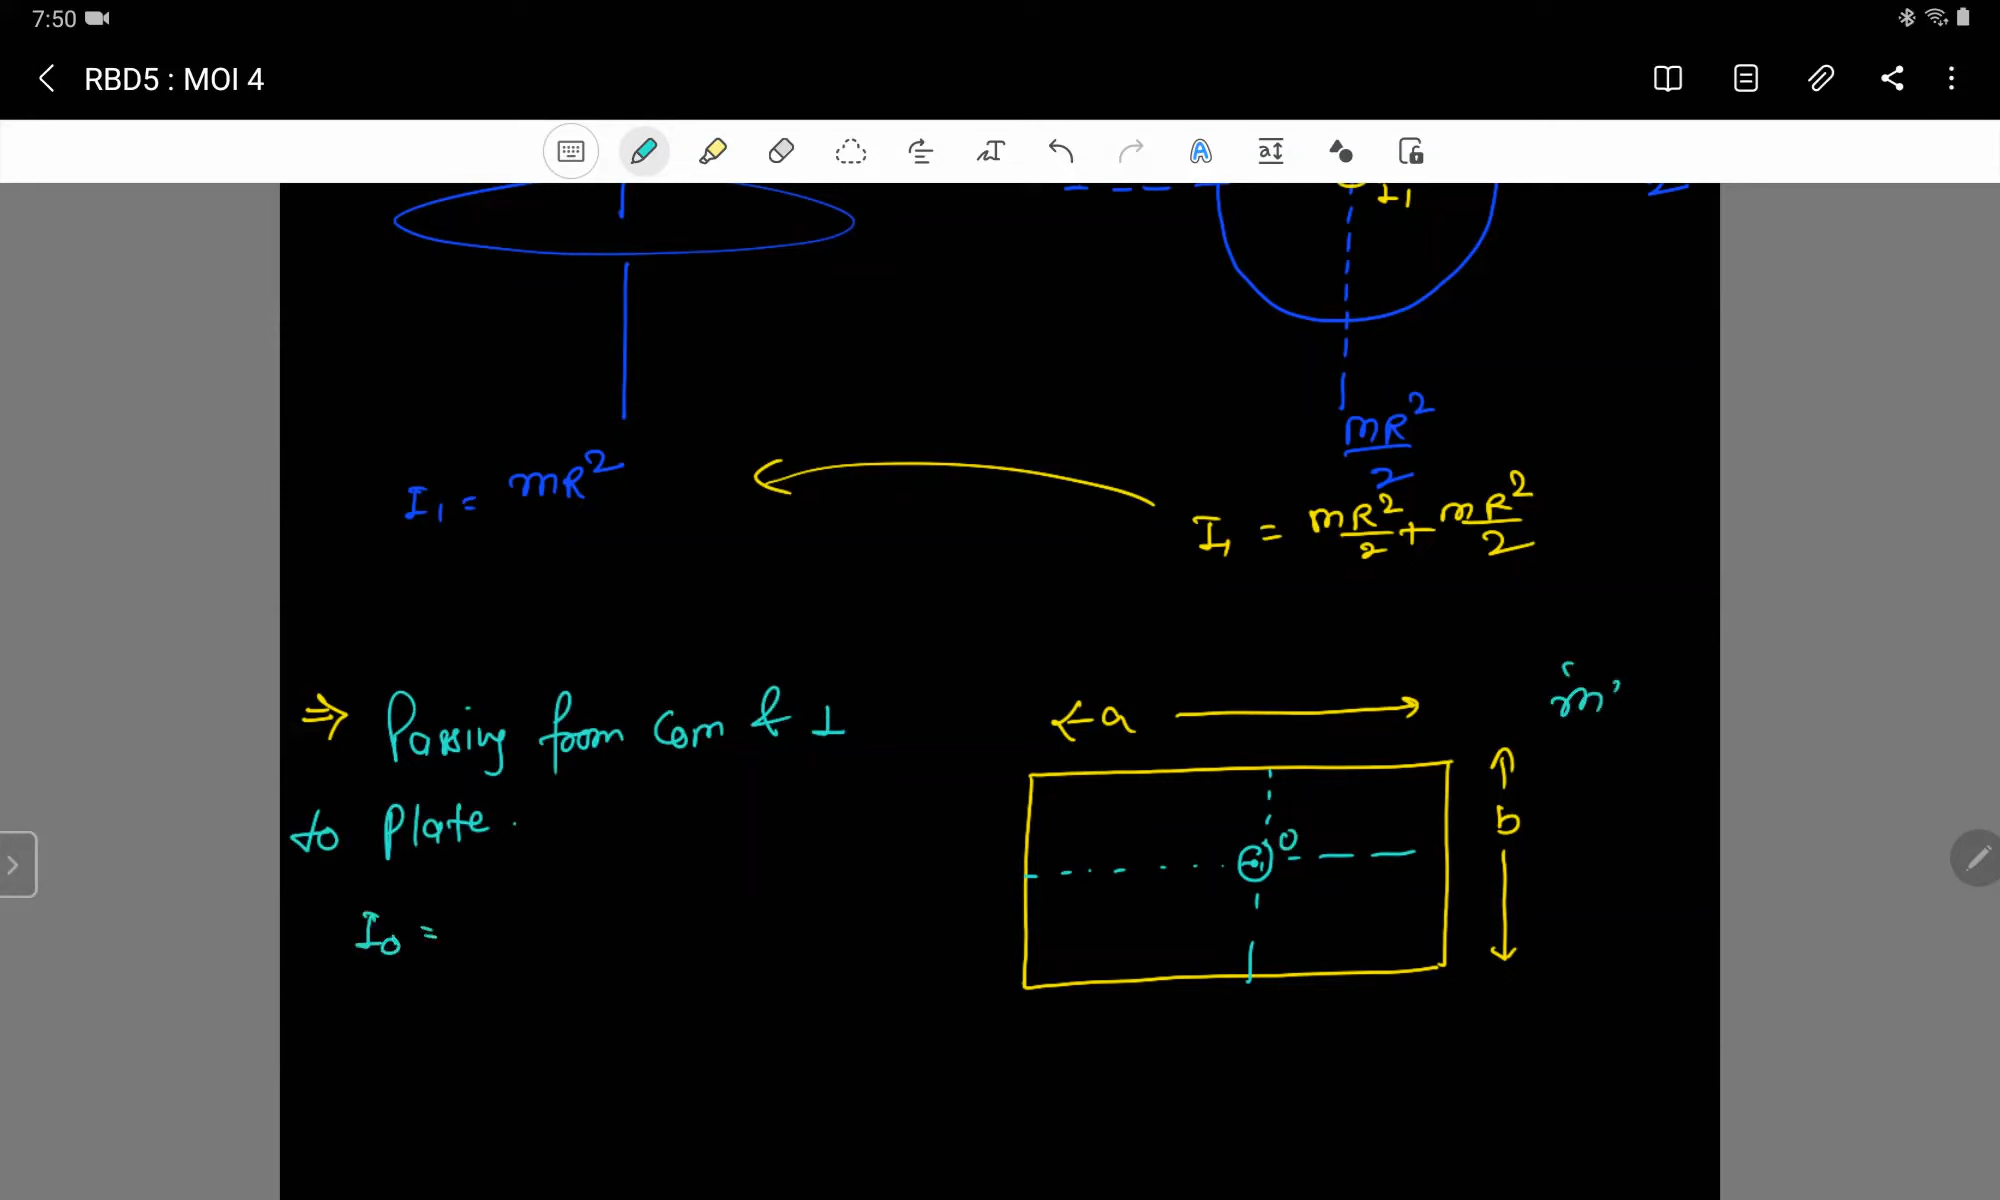 7:50
RBD5 : MOI 4
I₁
2
mR²/2
I₁ = mR²
I₁ = mR²/2 + mR²/2
⇒ Passing from Com & ⊥
to Plate.
I₀ =
←a→
'm'
b
O